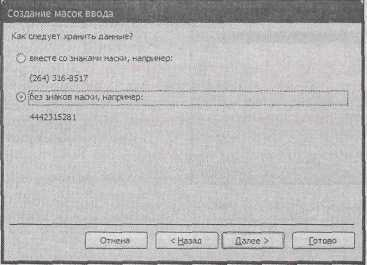 Создание масок ввода
Как следует хранить данные?
вместе со знаками маски, например:
(264) 316-8517
без знаков маски, например:
4442315281
Отмена
< Назад
Далее >
Готово